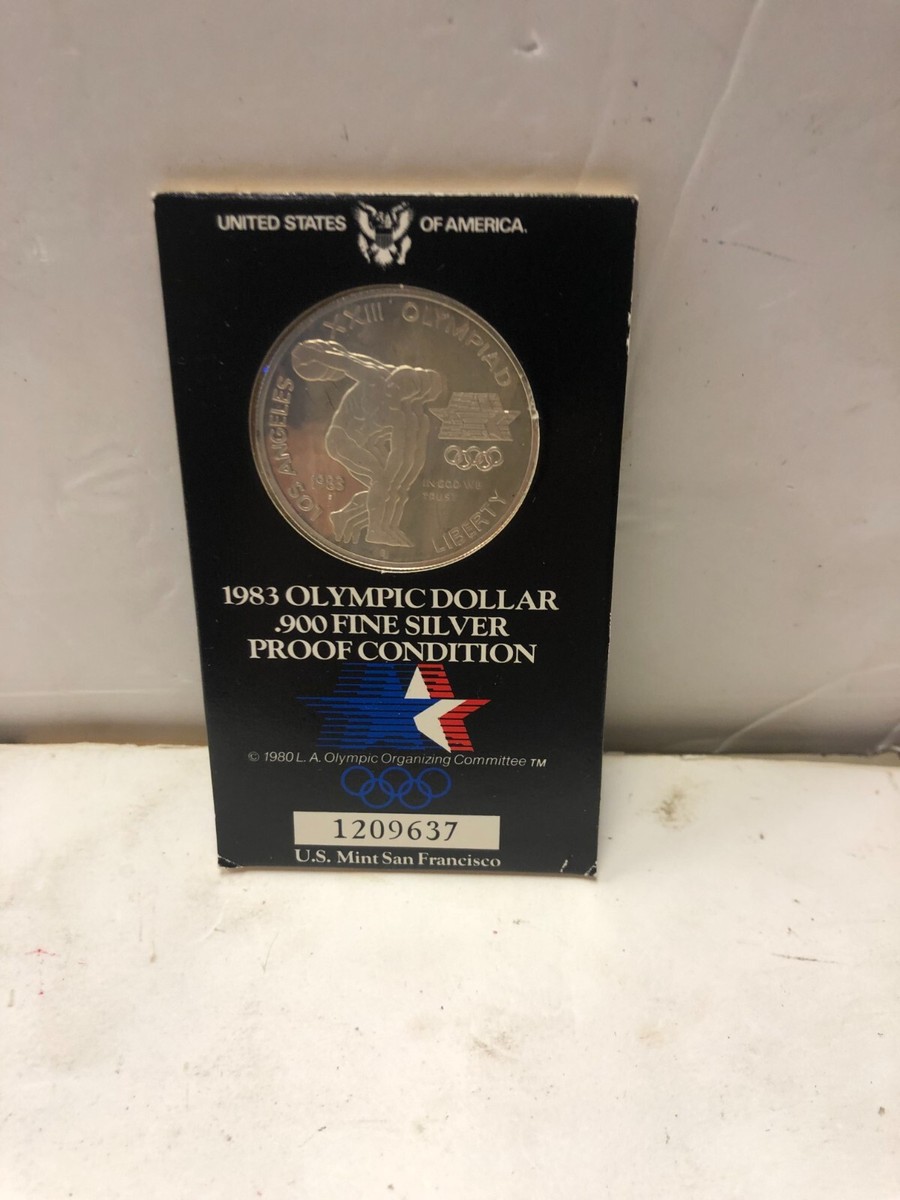 UNITED STATES OF AMERICA.
LOS ANGELES XXIII OLYMPIAD
1983
S
IN GOD WE
TRUST
LIBERTY
1983 OLYMPIC DOLLAR
.900 FINE SILVER
PROOF CONDITION
© 1980 L. A. Olympic Organizing Committee TM
1209637
U.S. Mint San Francisco